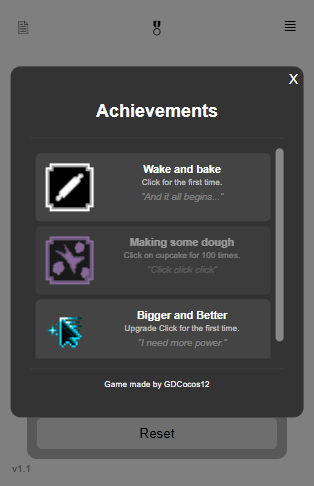 X
Achievements
Wake and bake
Click for the first time.
"And it all begins..."
Making some dough
Click on cupcake for 100 times.
"Click click click"
Bigger and Better
Upgrade Click for the first time.
"I need more power."
Game made by GDCocos12
Reset
v1.1